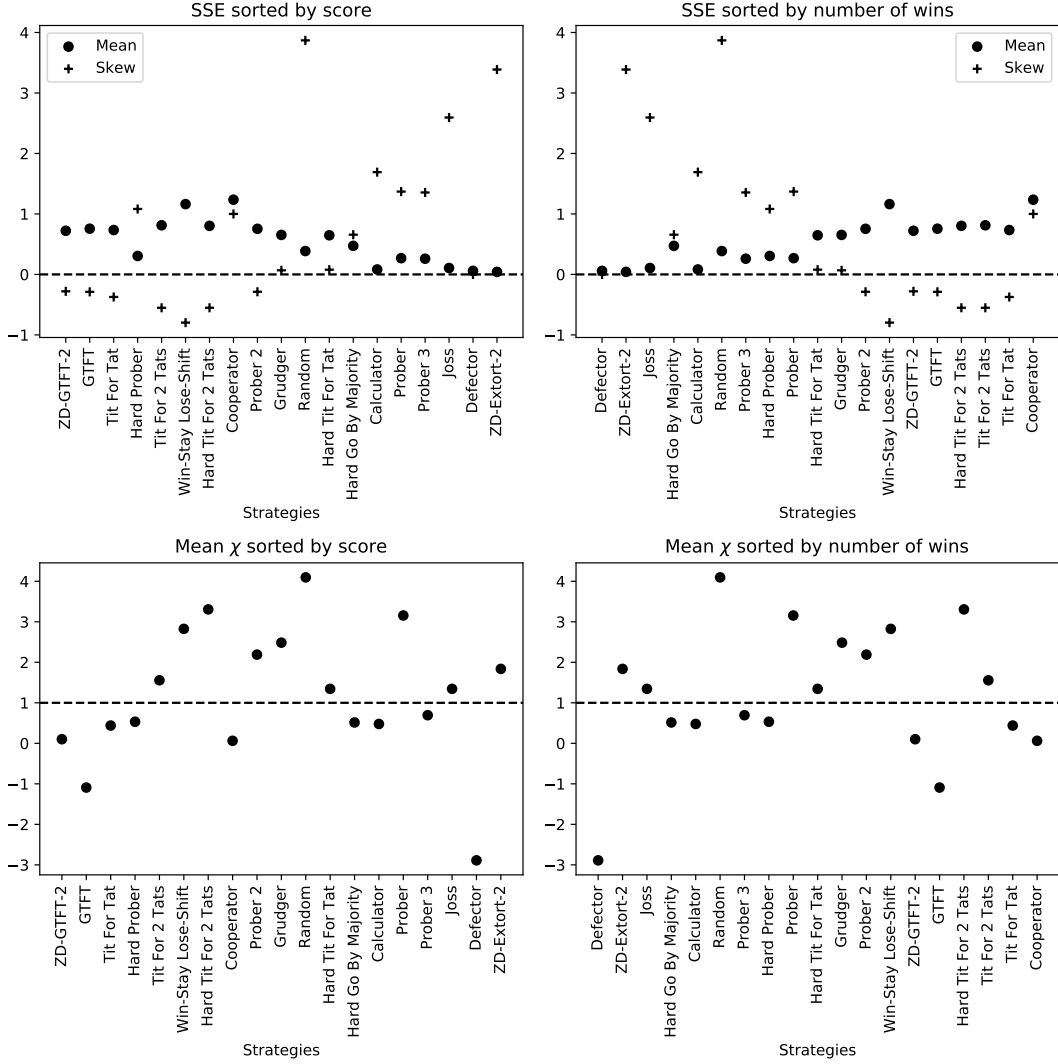 SSE sorted by score
Mean
Skew
4
3
2
1
0
−1
ZD-GTFT-2
GTFT
Tit For Tat
Hard Prober
Tit For 2 Tats
Win-Stay Lose-Shift
Hard Tit For 2 Tats
Cooperator
Prober 2
Grudger
Random
Hard Tit For Tat
Hard Go By Majority
Calculator
Prober
Prober 3
Joss
Defector
ZD-Extort-2
Strategies
SSE sorted by number of wins
Mean
Skew
4
3
2
1
0
−1
Defector
ZD-Extort-2
Joss
Hard Go By Majority
Calculator
Random
Prober 3
Hard Prober
Prober
Hard Tit For Tat
Grudger
Prober 2
Win-Stay Lose-Shift
ZD-GTFT-2
GTFT
Hard Tit For 2 Tats
Tit For 2 Tats
Tit For Tat
Cooperator
Strategies
Mean χ sorted by score
4
3
2
1
0
−1
−2
−3
ZD-GTFT-2
GTFT
Tit For Tat
Hard Prober
Tit For 2 Tats
Win-Stay Lose-Shift
Hard Tit For 2 Tats
Cooperator
Prober 2
Grudger
Random
Hard Tit For Tat
Hard Go By Majority
Calculator
Prober
Prober 3
Joss
Defector
ZD-Extort-2
Strategies
Mean χ sorted by number of wins
4
3
2
1
0
−1
−2
−3
Defector
ZD-Extort-2
Joss
Hard Go By Majority
Calculator
Random
Prober 3
Hard Prober
Prober
Hard Tit For Tat
Grudger
Prober 2
Win-Stay Lose-Shift
ZD-GTFT-2
GTFT
Hard Tit For 2 Tats
Tit For 2 Tats
Tit For Tat
Cooperator
Strategies